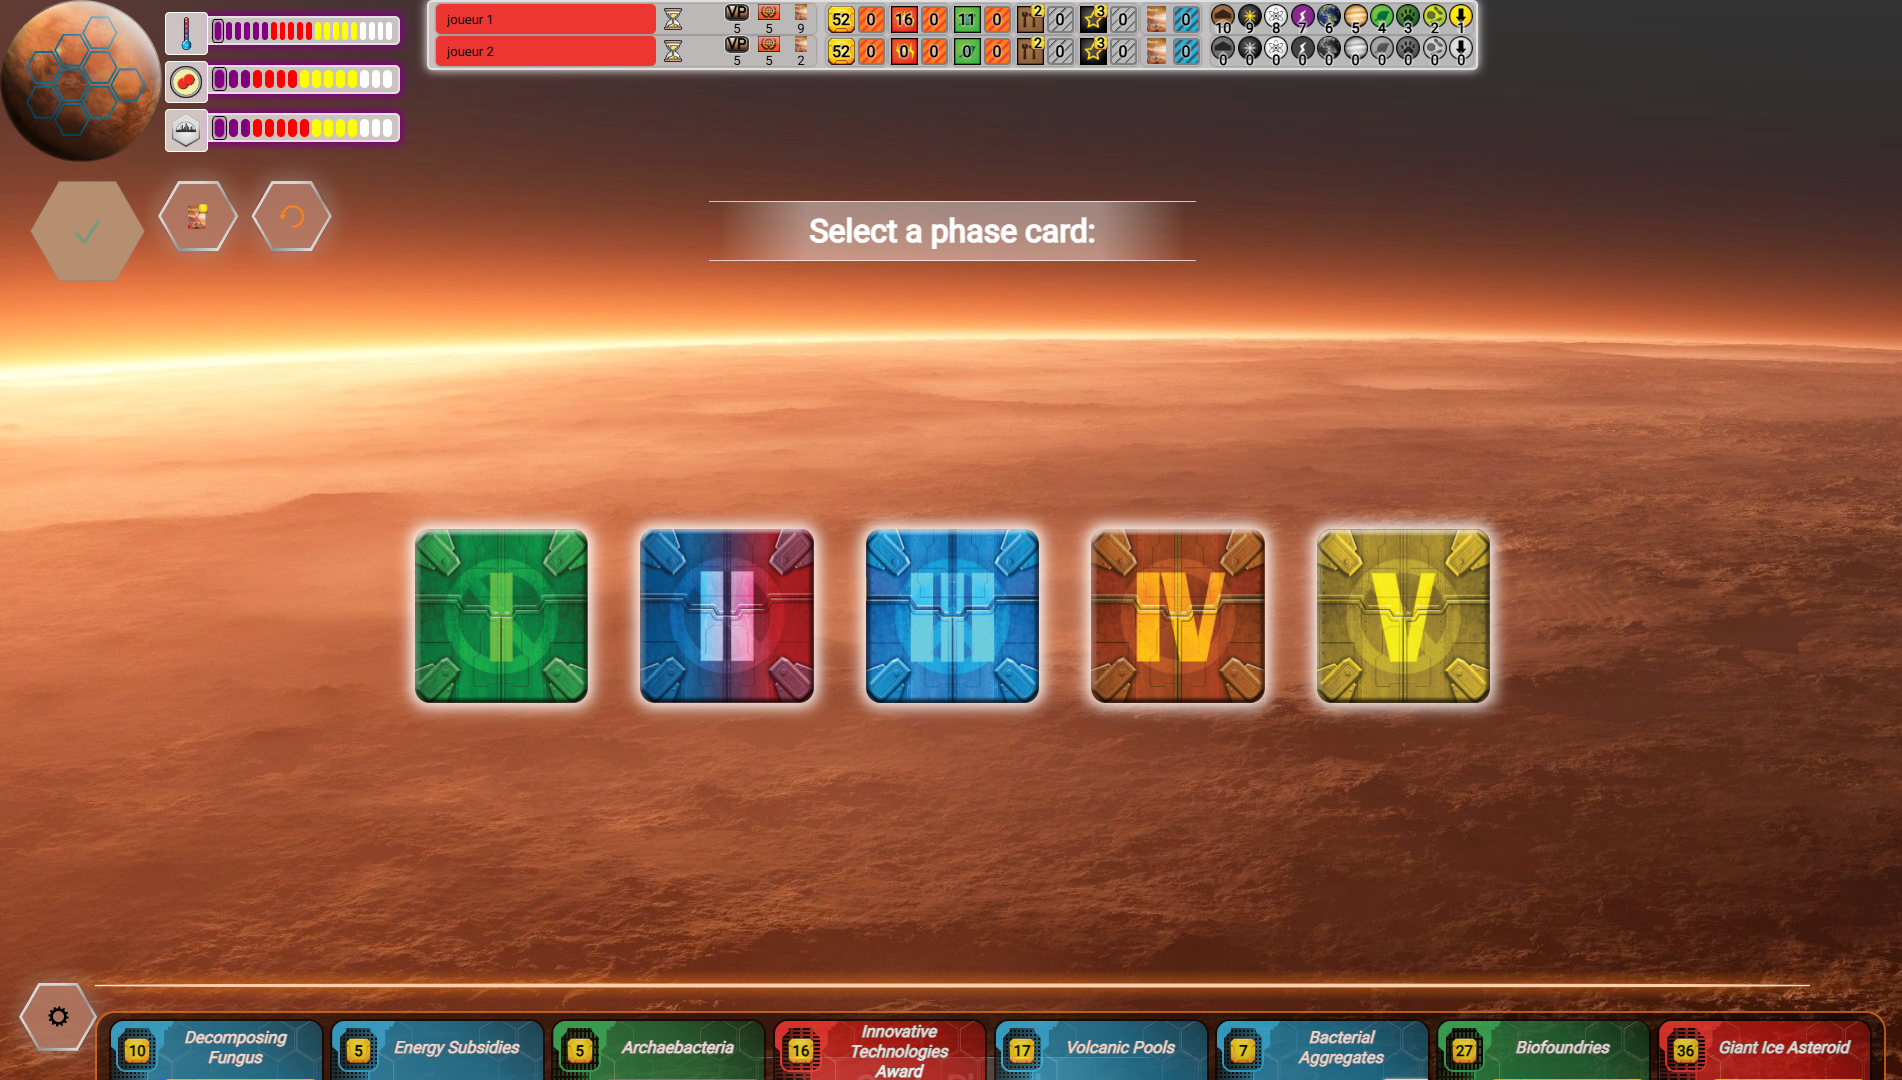 joueur 1
VP
5
5
9
52
0
16
0
11
0
2
0
3
0
0
10
9
8
7
6
5
4
3
2
1
joueur 2
VP
5
5
2
52
0
0
0
0
0
2
0
3
0
0
0
0
0
0
0
0
0
0
0
0
Select a phase card:
I
II
III
IV
V
10
Decomposing
Fungus
5
Energy Subsidies
5
Archaebacteria
16
Innovative
Technologies
Award
17
Volcanic Pools
7
Bacterial
Aggregates
27
Biofoundries
36
Giant Ice Asteroid